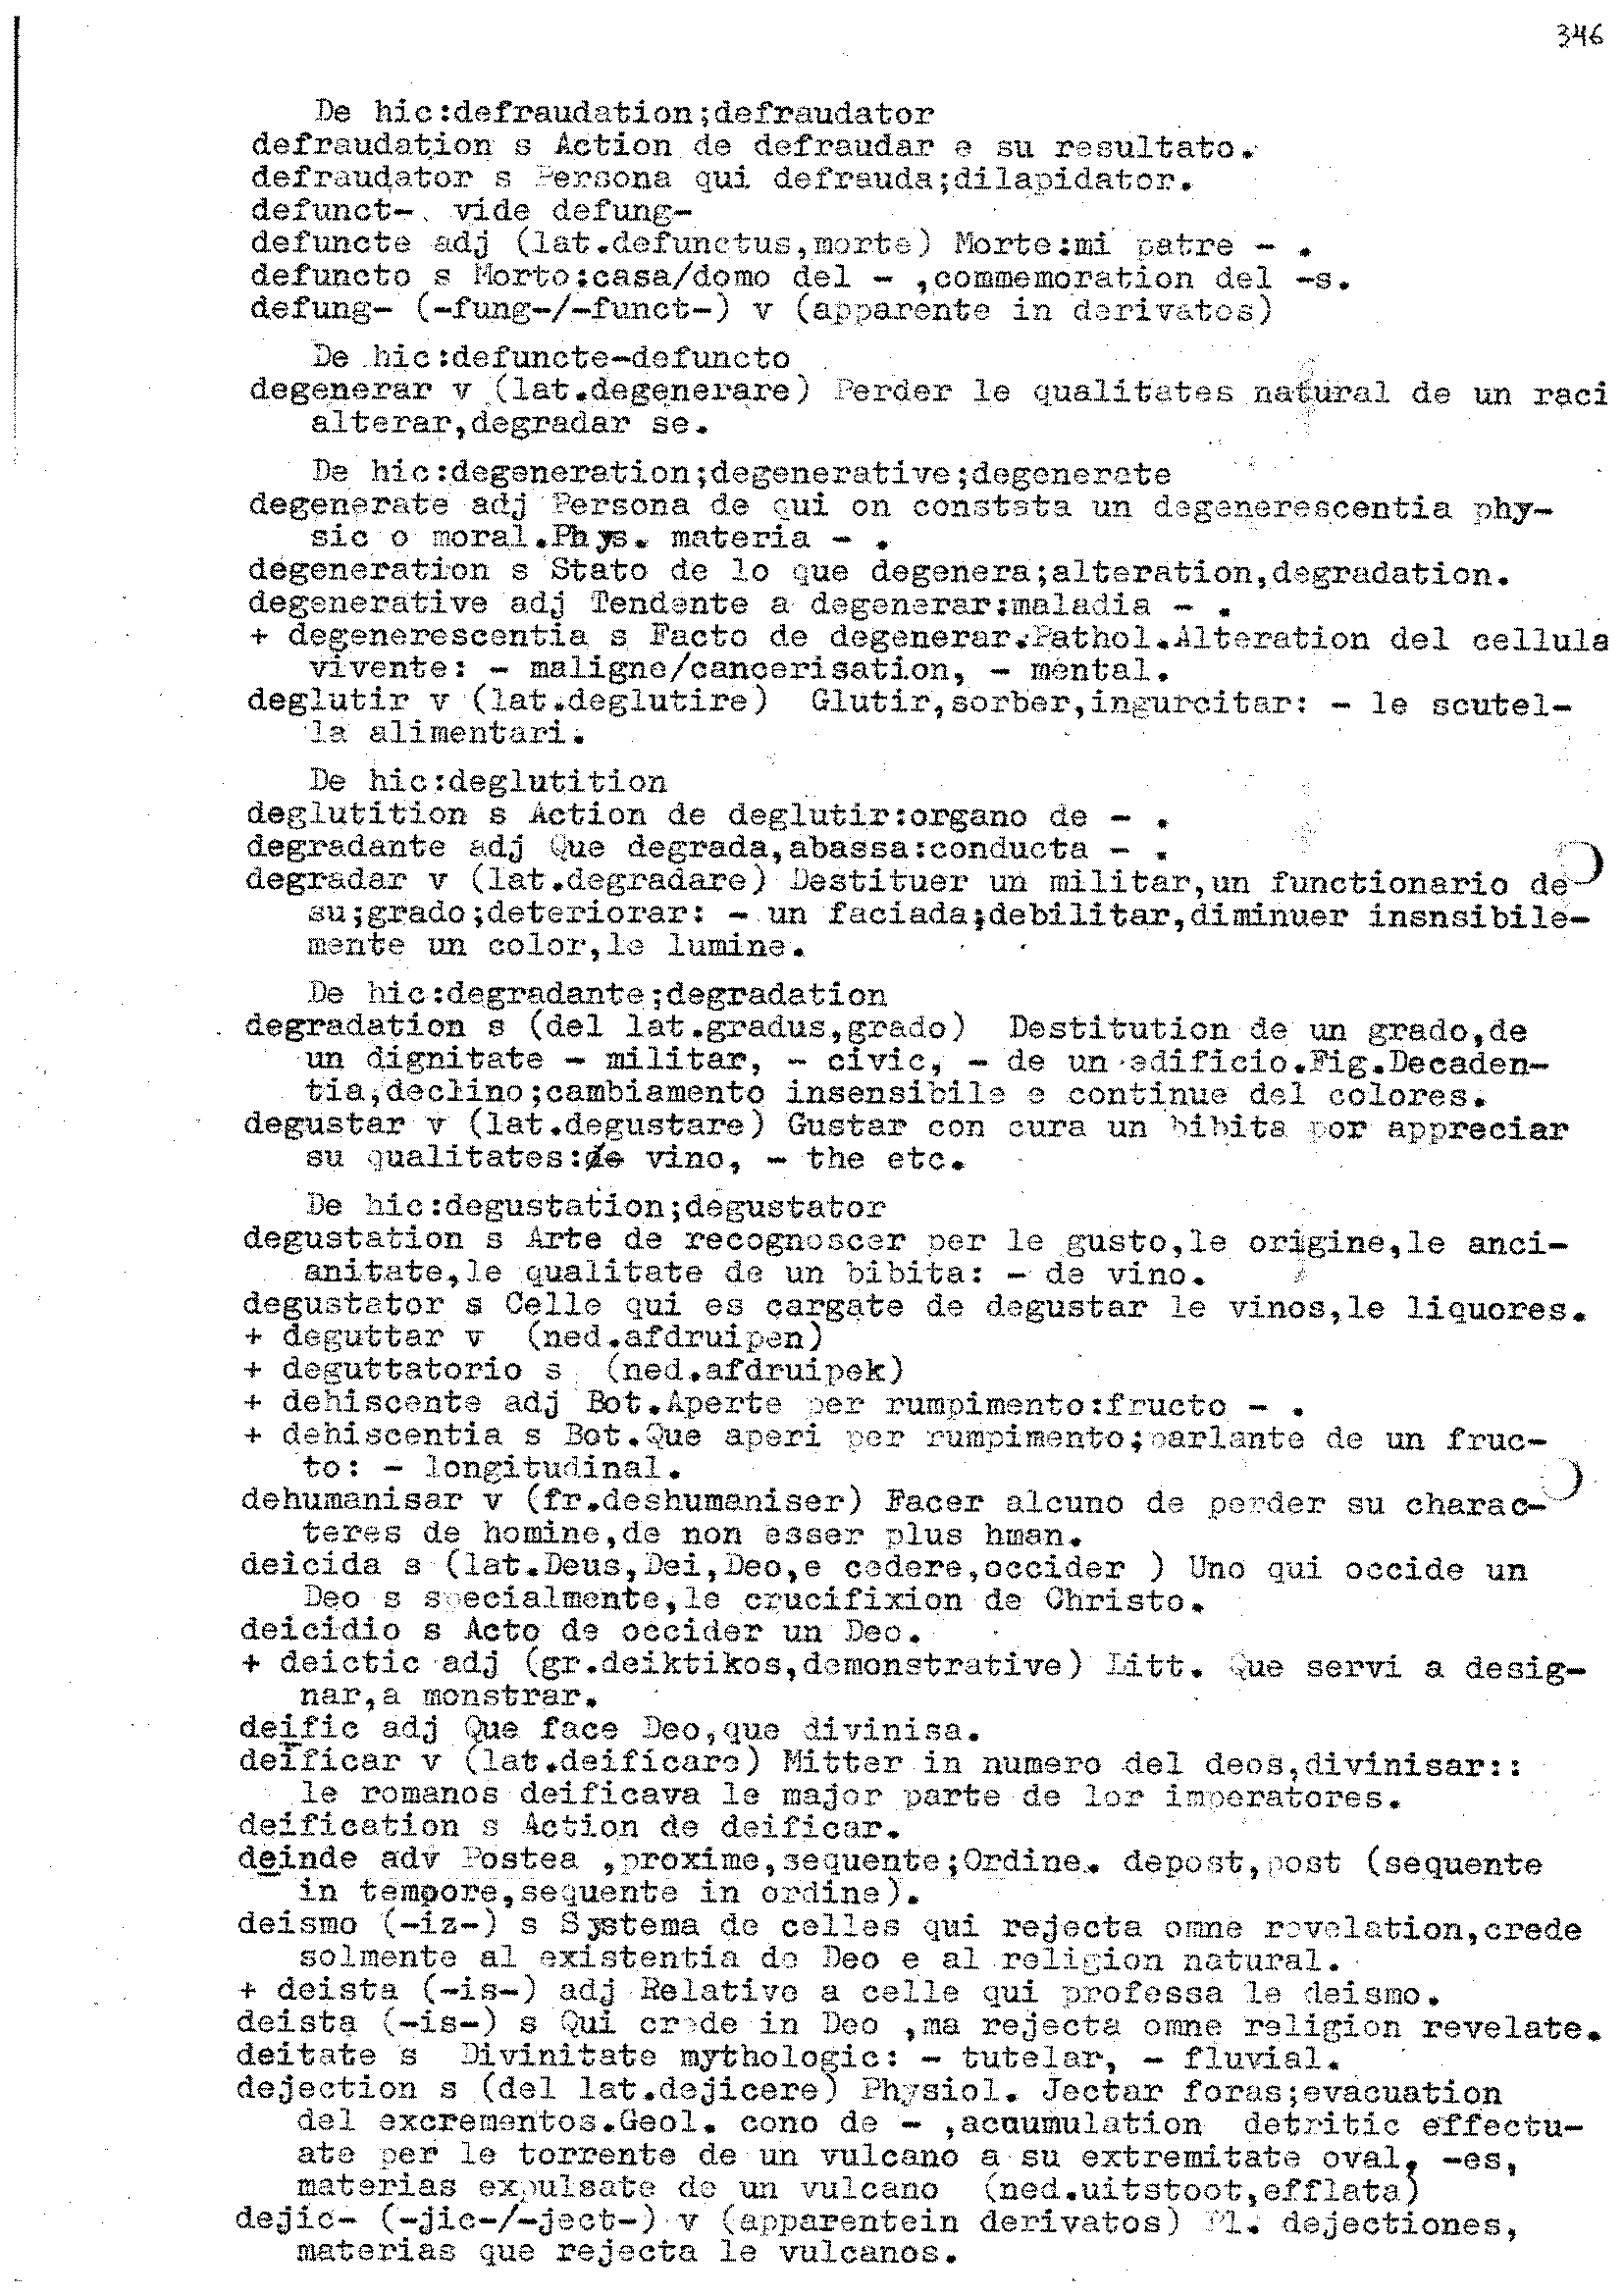 346
De hic:defraudation;defraudator
defraudation s Action de defraudar e su resultato.
defraudator s Persona qui defrauda;dilapidator.
defunct- vide defung-
defuncte adj (lat.defunctus,morte) Morte:mi patre - .
defuncto s Morto:casa/domo del - ,commemoration del -s.
defung- (-fung-/-funct-) v (apparente in derivatos)
De hic:defuncte-defuncto
degenerar v (lat.degenerare) Perder le qualitates natural de un raci
alterar,degradar se.
De hic:degeneration;degenerative;degenerate
degenerate adj Persona de qui on constata un degenerescentia phy-
sic o moral.Phys. materia - .
degeneration s Stato de lo que degenera;alteration,degradation.
degenerative adj Tendente a degenerar:maladia - .
+ degenerescentia s Facto de degenerar.Pathol.Alteration del cellula
vivente: - maligne/cancerisation, - mental.
deglutir v (lat.deglutire) Glutir,sorber,ingurcitar: - le scutel-
la alimentari.
De hic:deglutition
deglutition s Action de deglutir:organo de - .
degradante adj Que degrada,abassa:conducta - .
degradar v (lat.degradare) Destituer un militar,un functionario de
su;grado;deteriorar: - un faciada;debilitar,diminuer insnsibile-
mente un color,le lumine.
De hic:degradante;degradation
degradation s (del lat.gradus,grado) Destitution de un grado,de
un dignitate - militar, - civic, - de un edificio.Fig.Decaden-
tia,declino;cambiamento insensibile e continue del colores.
degustar v (lat.degustare) Gustar con cura un bibita por appreciar
su qualitates:de vino, - the etc.
De hic:degustation;degustator
degustation s Arte de recognoscer per le gusto,le origine,le anci-
anitate,le qualitate de un bibita: - de vino.
degustator s Celle qui es cargate de degustar le vinos,le liquores.
+ deguttar v (ned.afdruipen)
+ deguttatorio s (ned.afdruipek)
+ dehiscente adj Bot.Aperte per rumpimento:fructo - .
+ dehiscentia s Bot.Que aperi per rumpimento;parlante de un fruc-
to: - longitudinal.
dehumanisar v (fr.deshumaniser) Facer alcuno de perder su charac-
teres de homine,de non esser plus hman.
deicida s (lat.Deus,Dei,Deo,e cedere,occider ) Uno qui occide un
Deo s specialmente,le crucifixion de Christo.
deicidio s Acto de occider un Deo.
+ deictic adj (gr.deiktikos,demonstrative) Litt. Que servi a desig-
nar,a monstrar.
deific adj Que face Deo,que divinisa.
deificar v (lat.deificare) Mitter in numero del deos,divinisar::
le romanos deificava le major parte de lor imperatores.
deification s Action de deificar.
deinde adv Postea ,proxime,sequente;Ordine. depost,post (sequente
in tempore,sequente in ordine).
deismo (-iz-) s Systema de celles qui rejecta omne revelation,crede
solmente al existentia de Deo e al religion natural.
+ deista (-is-) adj Relative a celle qui professa le deismo.
deista (-is-) s Qui crede in Deo ,ma rejecta omne religion revelate.
deitate s Divinitate mythologic: - tutelar, - fluvial.
dejection s (del lat.dejicere) Physiol. Jectar foras;evacuation
del excrementos.Geol. cono de - ,acuumulation detritic effectu-
ate per le torrente de un vulcano a su extremitate oval. -es,
materias expulsate de un vulcano (ned.uitstoot,efflata)
dejic- (-jic-/-ject-) v (apparentein derivatos) Pl. dejectiones,
materias que rejecta le vulcanos.